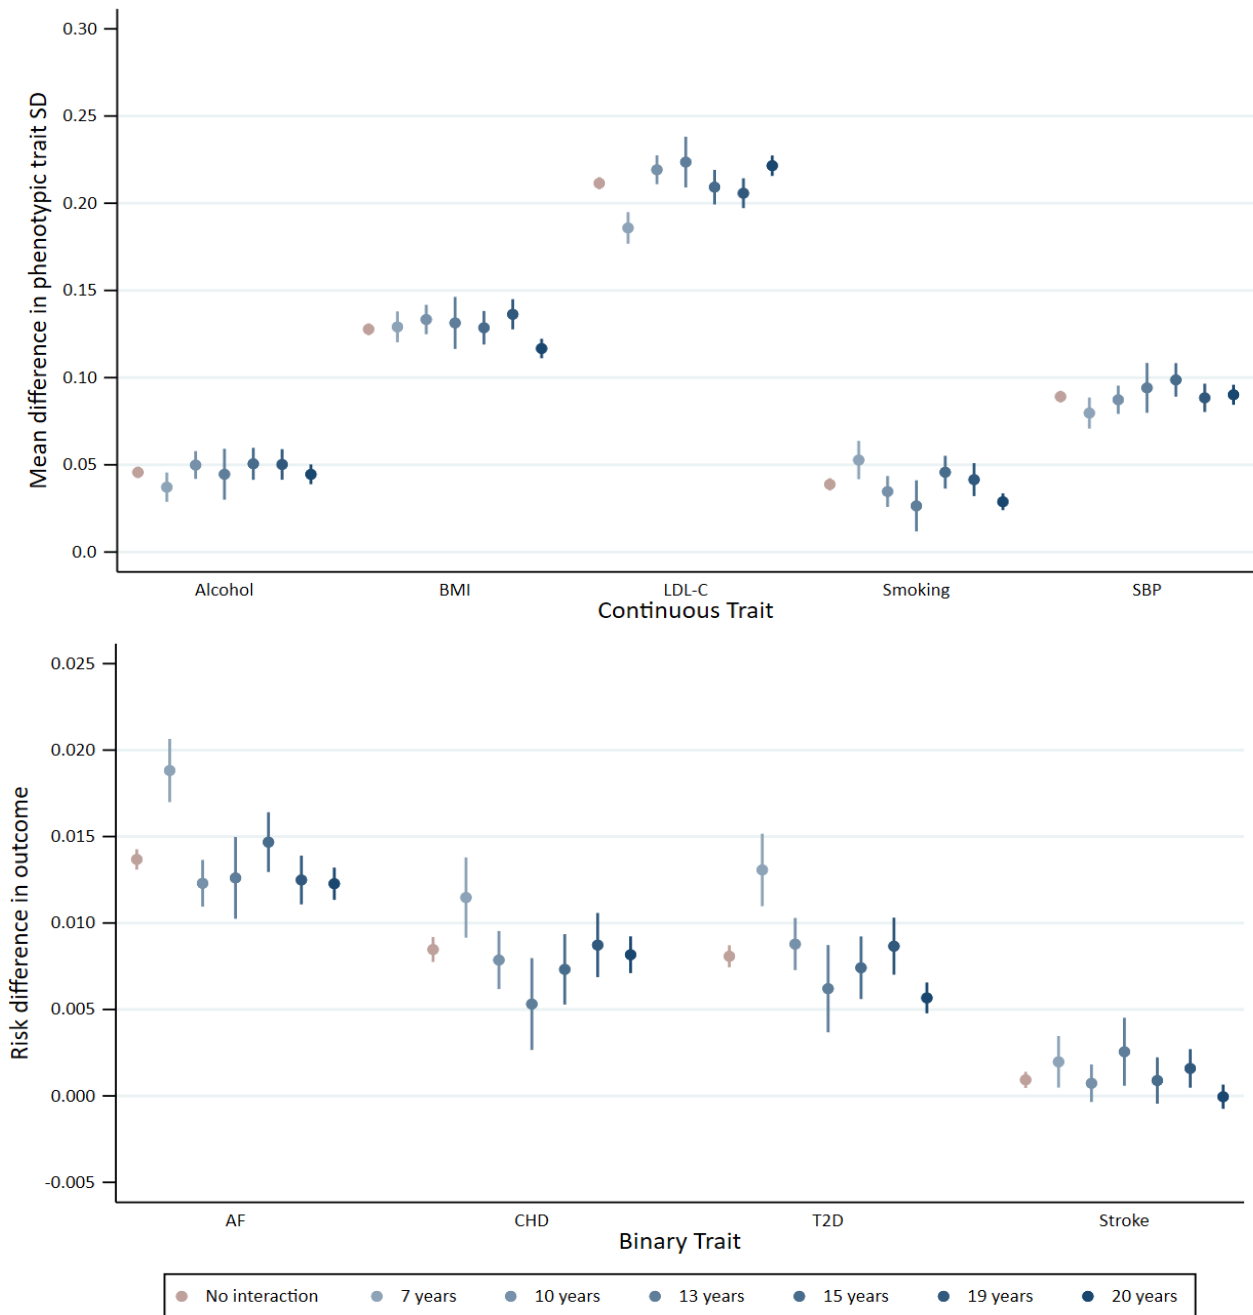 Mean difference in phenotypic trait SD
0.30
0.25
0.20
0.15
0.10
0.05
0.0
Alcohol BMI LDL-C Smoking SBP
Continuous Trait
Risk difference in outcome
0.025
0.020
0.015
0.010
0.005
0.000
-0.005
AF CHD T2D Stroke
Binary Trait
No interaction 7 years 10 years 13 years 15 years 19 years 20 years